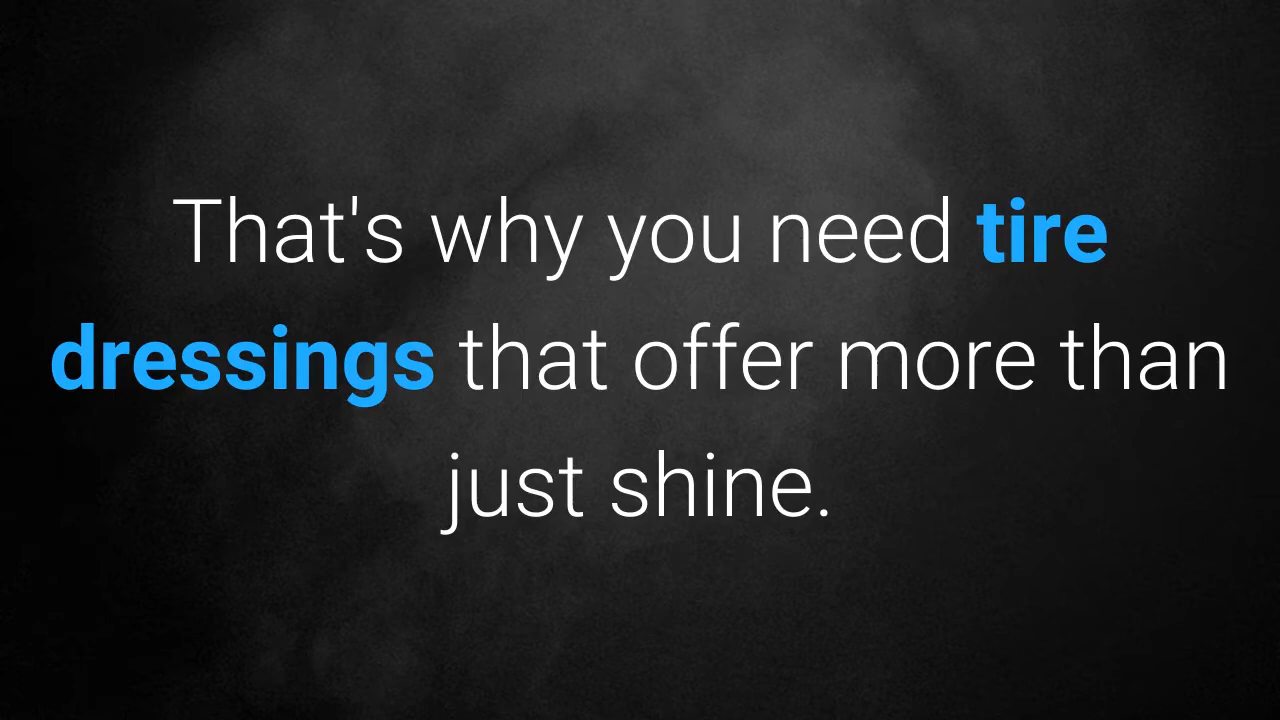 That's why you need tire
dressings that offer more than
just shine.